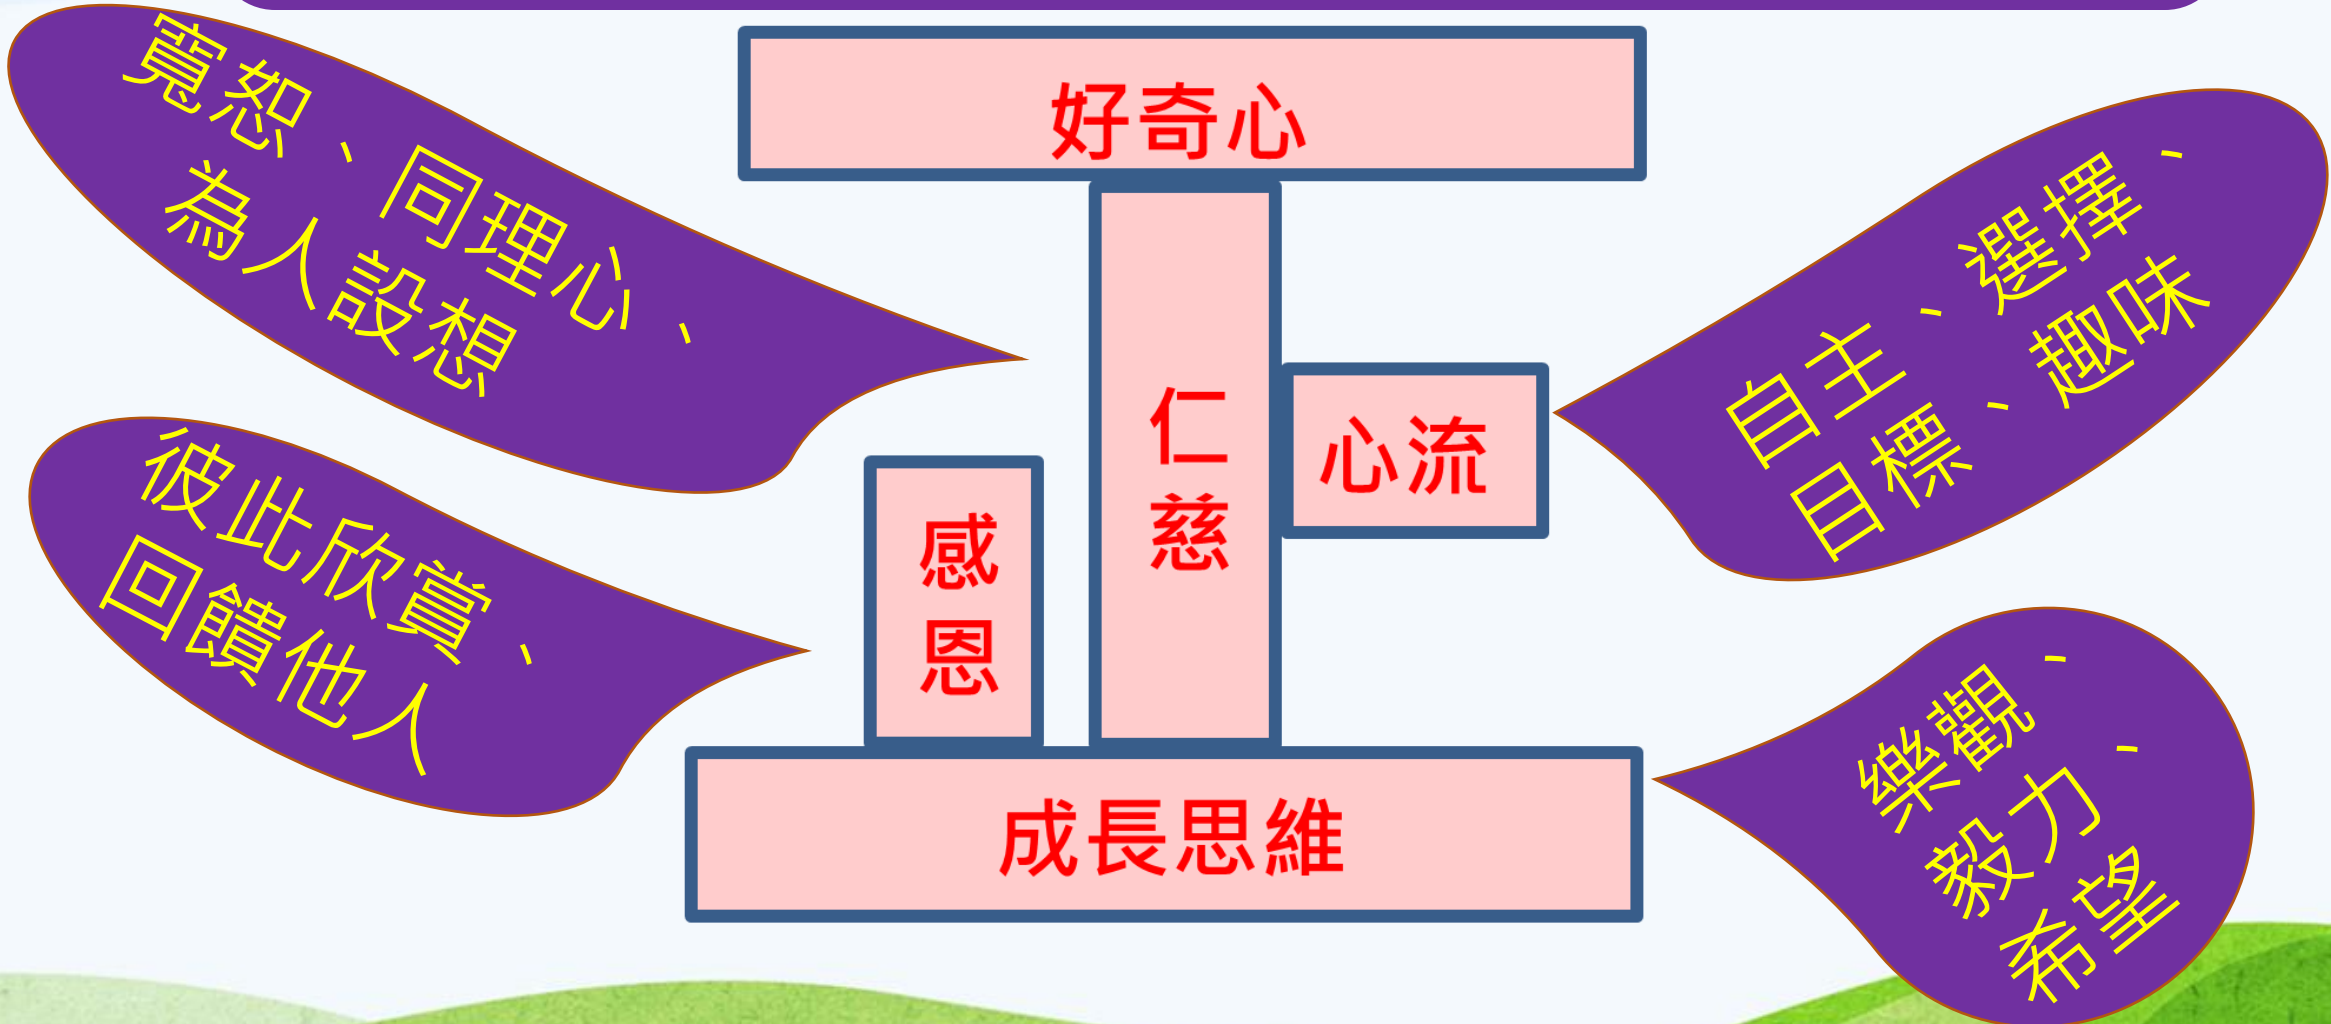 好奇心
寬恕、同理心、
為人設想
自主、選擇、
目標、趣味
仁
慈
心流
感
恩
彼此欣賞、
回饋他人
樂觀、
毅力、
希望
成長思維